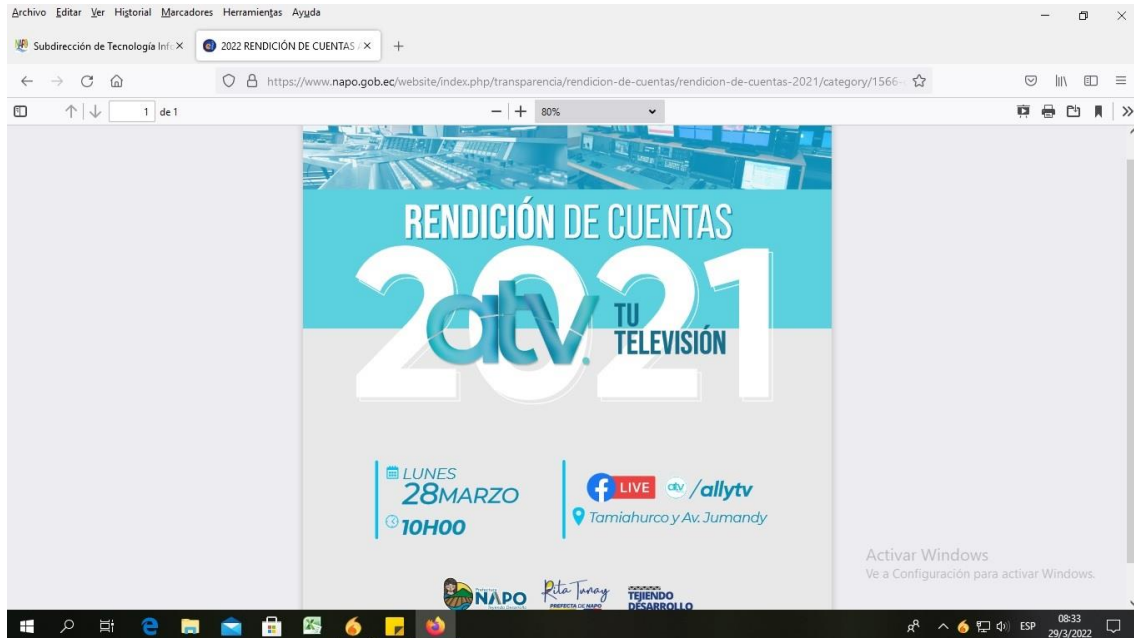 Archivo Editar Ver Historial Marcadores Herramientas Ayuda
Subdirección de Tecnología Inf
2022 RENDICIÓN DE CUENTAS
https://www.napo.gob.ec/website/index.php/transparencia/rendicion-de-cuentas/rendicion-de-cuentas-2021/category/1566-
1 de 1
80%
RENDICIÓN DE CUENTAS
2021
atv.
TU
TELEVISIÓN
LUNES
28MARZO
10H00
LIVE atv /allytv
Tamiahurco y Av. Jumandy
Prefectura
NAPO
Rita Tunay
PREFECTA DE NAPO
TEJIENDO
DESARROLLO
Activar Windows
Ve a Configuración para activar Windows.
ESP
08:33
29/3/2022